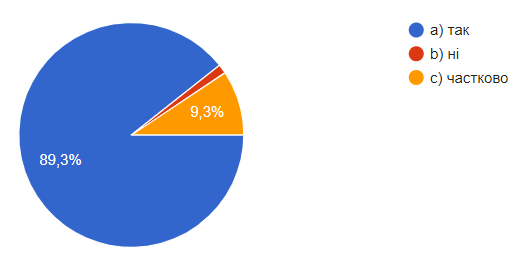 a) так
b) ні
c) частково
9,3%
89,3%